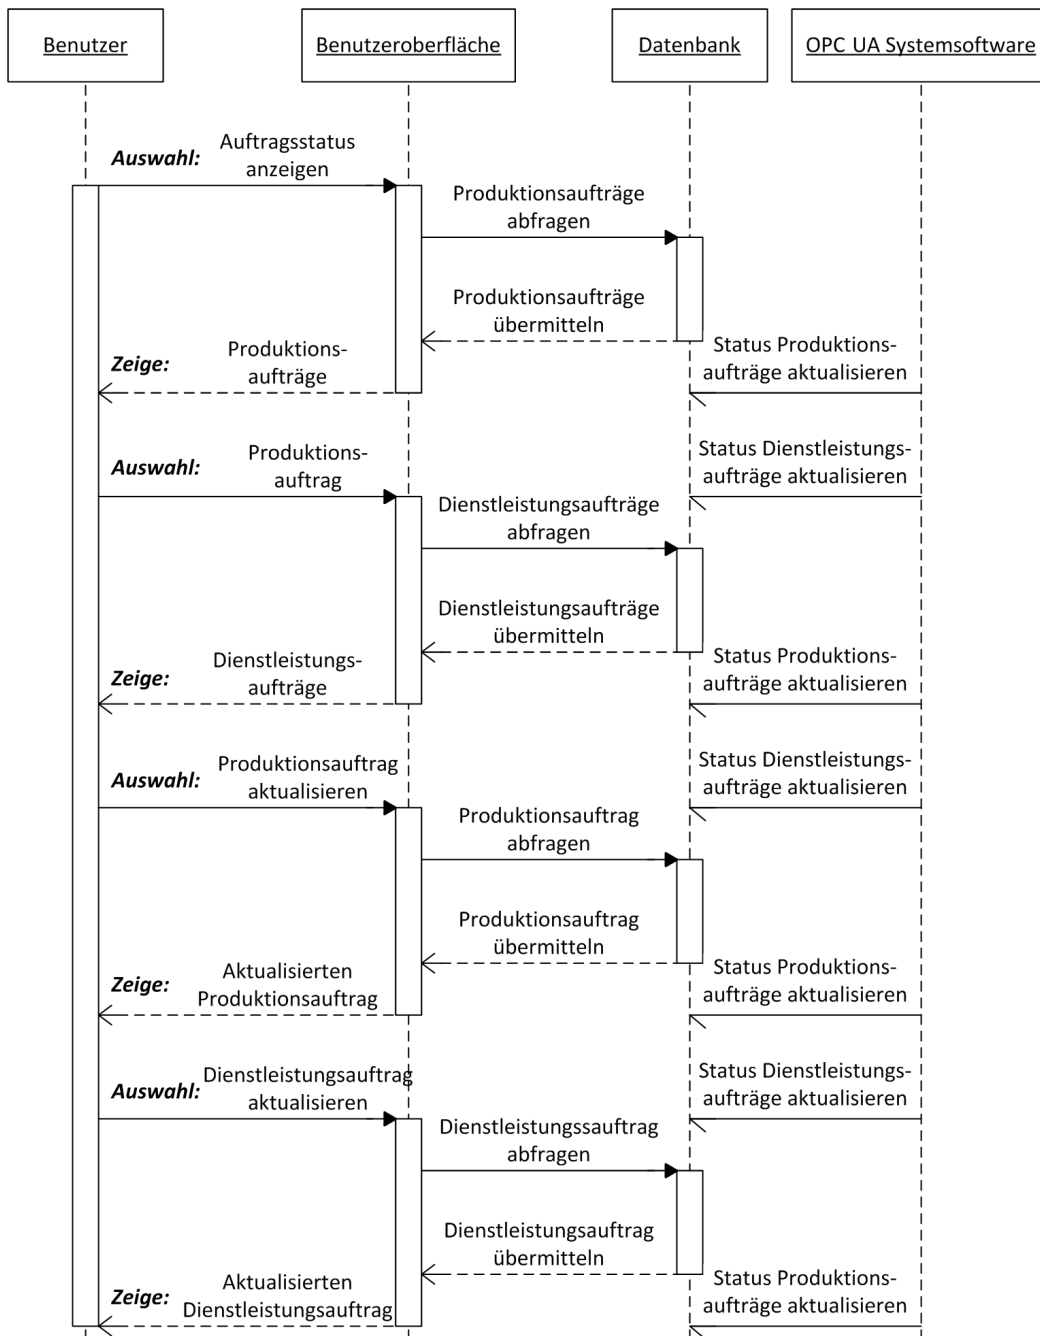 Benutzer
Benutzeroberfläche
Datenbank
OPC UA Systemsoftware
Auswahl:
Auftragsstatus
anzeigen
Produktionsaufträge
abfragen
Produktionsaufträge
übermitteln
Zeige:
Produktions-
aufträge
Status Produktions-
aufträge aktualisieren
Auswahl:
Produktions-
auftrag
Status Dienstleistungs-
aufträge aktualisieren
Dienstleistungsaufträge
abfragen
Dienstleistungsaufträge
übermitteln
Zeige:
Dienstleistungs-
aufträge
Status Produktions-
aufträge aktualisieren
Auswahl:
Produktionsauftrag
aktualisieren
Status Dienstleistungs-
aufträge aktualisieren
Produktionsauftrag
abfragen
Produktionsauftrag
übermitteln
Zeige:
Aktualisierten
Produktionsauftrag
Status Produktions-
aufträge aktualisieren
Auswahl:
Dienstleistungsauftrag
aktualisieren
Status Dienstleistungs-
aufträge aktualisieren
Dienstleistungssauftrag
abfragen
Dienstleistungsauftrag
übermitteln
Zeige:
Aktualisierten
Dienstleistungsauftrag
Status Produktions-
aufträge aktualisieren